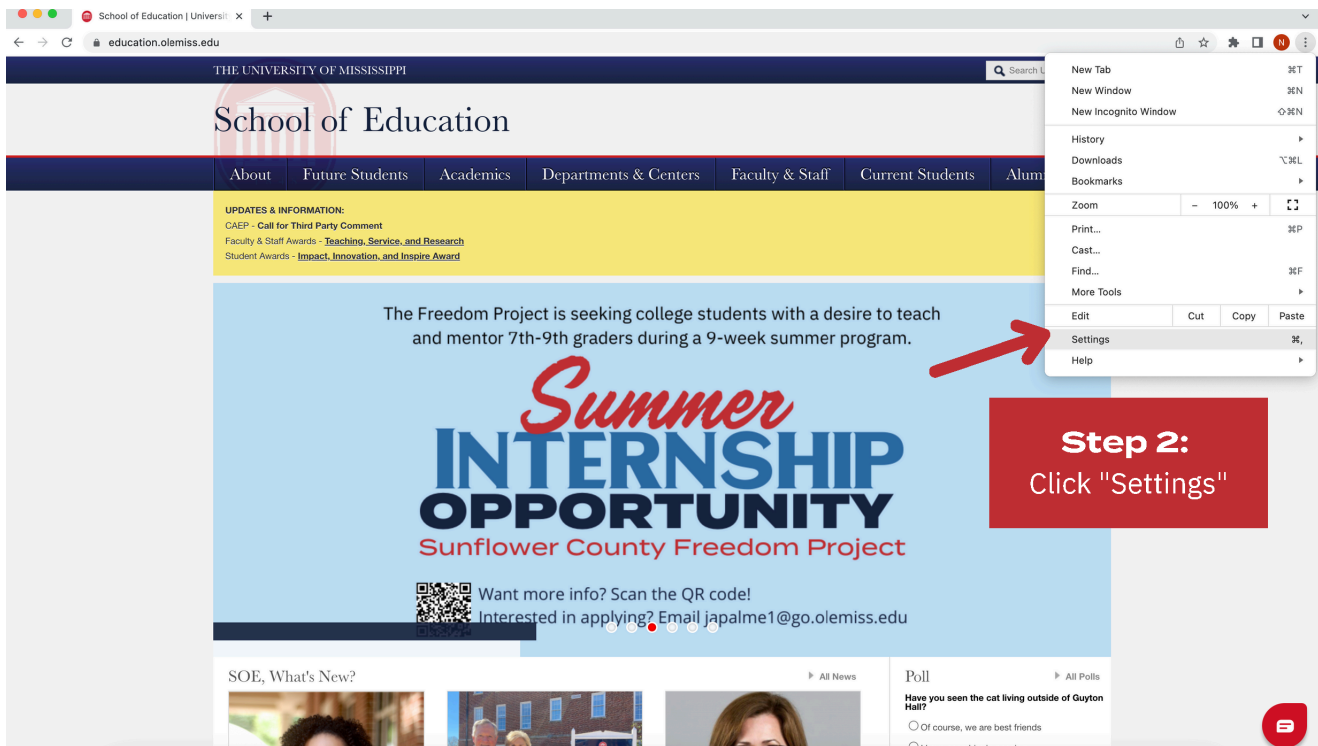 School of Education | Universit
education.olemiss.edu
N
THE UNIVERSITY OF MISSISSIPPI
Search U
School of Education
About Future Students Academics Departments & Centers Faculty & Staff Current Students Alumn
UPDATES & INFORMATION:
CAEP - Call for Third Party Comment
Faculty & Staff Awards - Teaching, Service, and Research
Student Awards - Impact, Innovation, and Inspire Award
New Tab ⌘T
New Window ⌘N
New Incognito Window ⇧⌘N
History
Downloads ⌥⌘L
Bookmarks
Zoom - 100% +
Print... ⌘P
Cast...
Find... ⌘F
More Tools
Edit Cut Copy Paste
Settings ⌘,
Help
Step 2:
Click "Settings"
The Freedom Project is seeking college students with a desire to teach
and mentor 7th-9th graders during a 9-week summer program.
Summer
INTERNSHIP
OPPORTUNITY
Sunflower County Freedom Project
Want more info? Scan the QR code!
Interested in applying? Email japalme1@go.olemiss.edu
SOE, What's New? All News
Poll All Polls
Have you seen the cat living outside of Guyton
Hall?
Of course, we are best friends